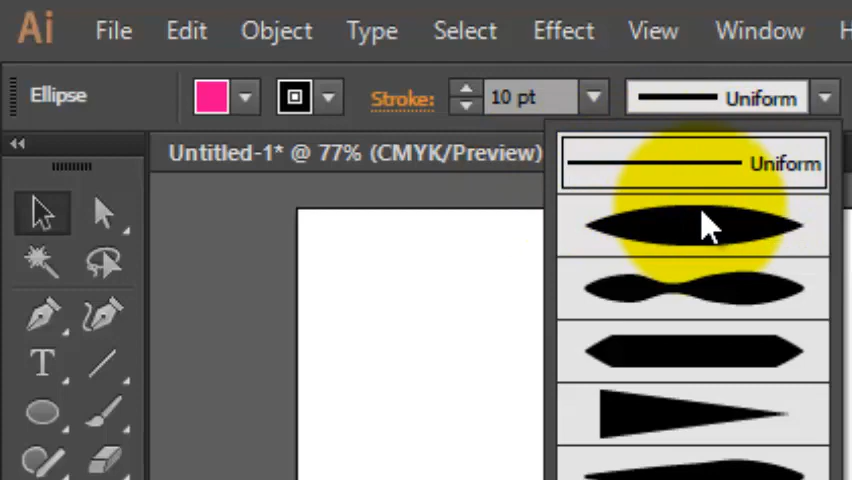 Ai File Edit Object Type Select Effect View Window H
Ellipse Stroke: 10 pt Uniform
Untitled-1* @ 77% (CMYK/Preview)
Uniform
T